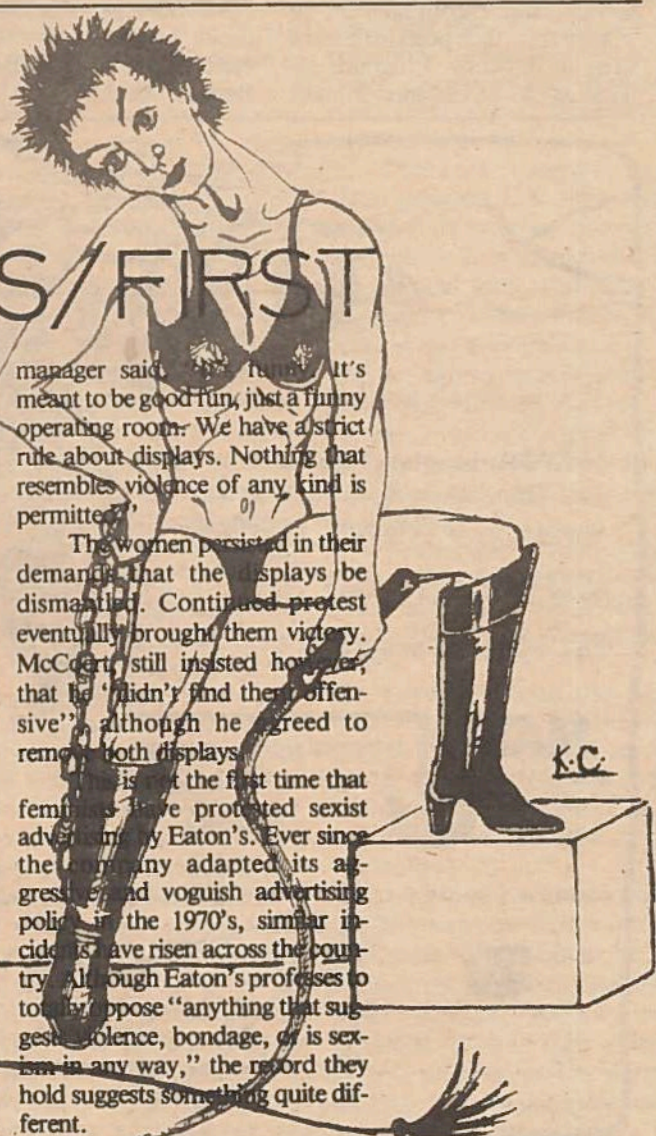 S/FIRST
manager said, "It's funny. It's
meant to be good fun, just a funny
operating room. We have a strict
rule about displays. Nothing that
resembles violence of any kind is
permitted."
The women persisted in their
demands that the displays be
dismantled. Continued protest
eventually brought them victory.
McCourt, still insisted however,
that he "didn't find them offen-
sive", although he agreed to
remove both displays.
This is not the first time that
feminists have protested sexist
advertising by Eaton's. Ever since
the company adapted its ag-
gressive and voguish advertising
policy in the 1970's, similar in-
cidents have risen across the coun-
try. Although Eaton's professes to
totally oppose "anything that sug-
gests violence, bondage, or is sex-
ism in any way," the record they
hold suggests something quite dif-
ferent.
K.C.